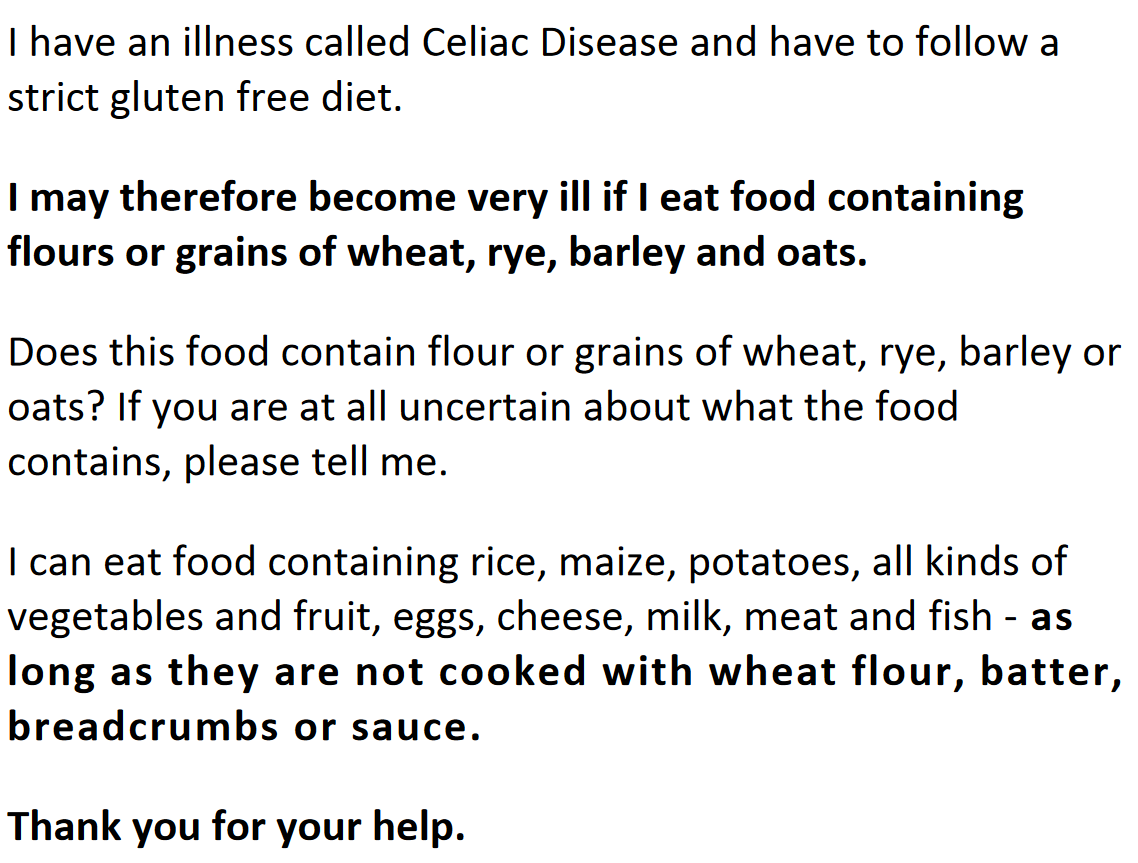 I have an illness called Celiac Disease and have to follow a
strict gluten free diet.
I may therefore become very ill if I eat food containing
flours or grains of wheat, rye, barley and oats.
Does this food contain flour or grains of wheat, rye, barley or
oats? If you are at all uncertain about what the food
contains, please tell me.
I can eat food containing rice, maize, potatoes, all kinds of
vegetables and fruit, eggs, cheese, milk, meat and fish - as
long as they are not cooked with wheat flour, batter,
breadcrumbs or sauce.
Thank you for your help.